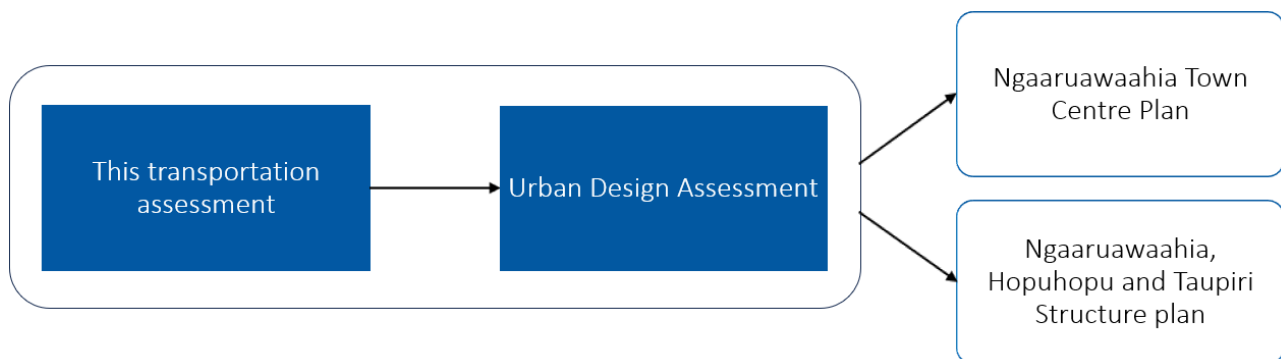 This transportation
assessment
Urban Design Assessment
Ngaaruawaahia Town
Centre Plan
Ngaaruawaahia,
Hopuhopu and Taupiri
Structure plan